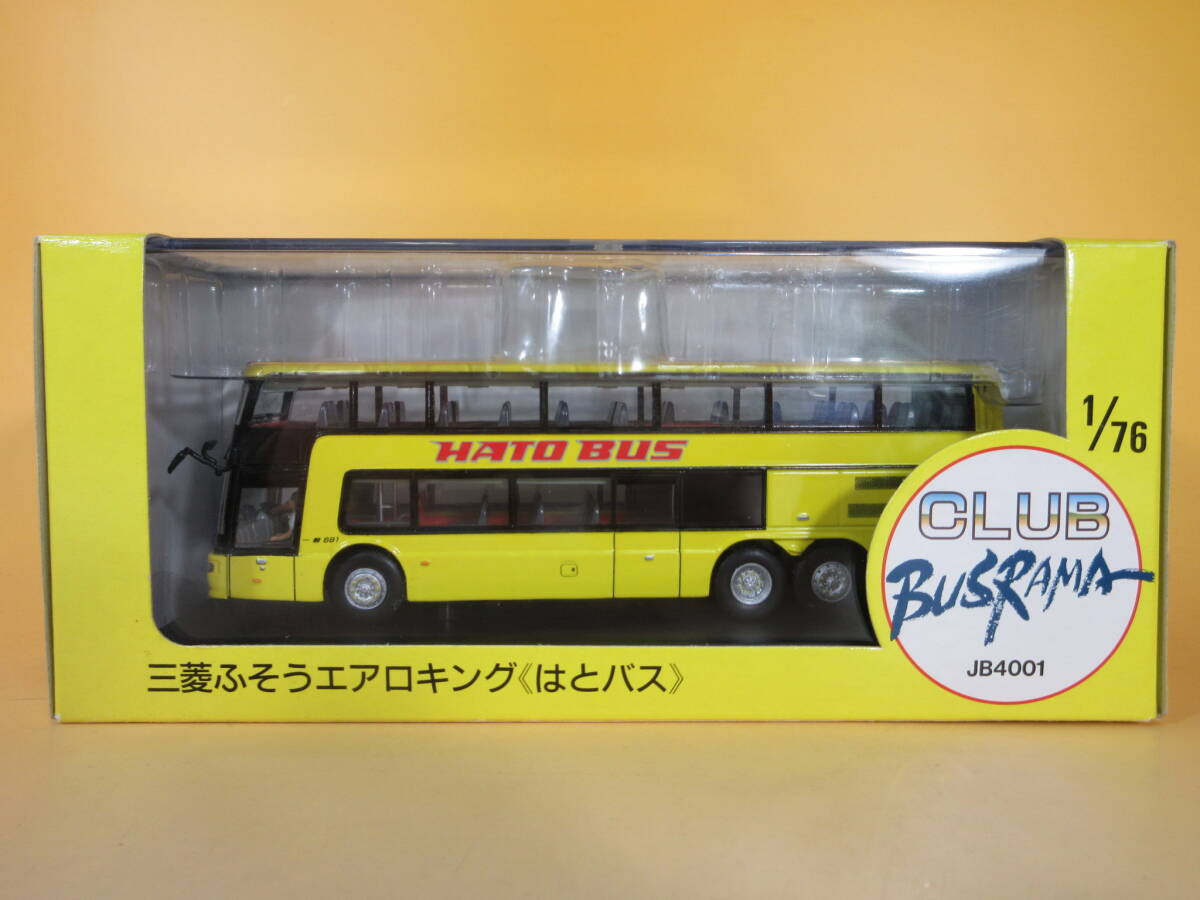 HATO BUS
681
1/76
CLUB
BUSRAMA
JB4001
三菱ふそうエアロキング《はとバス》